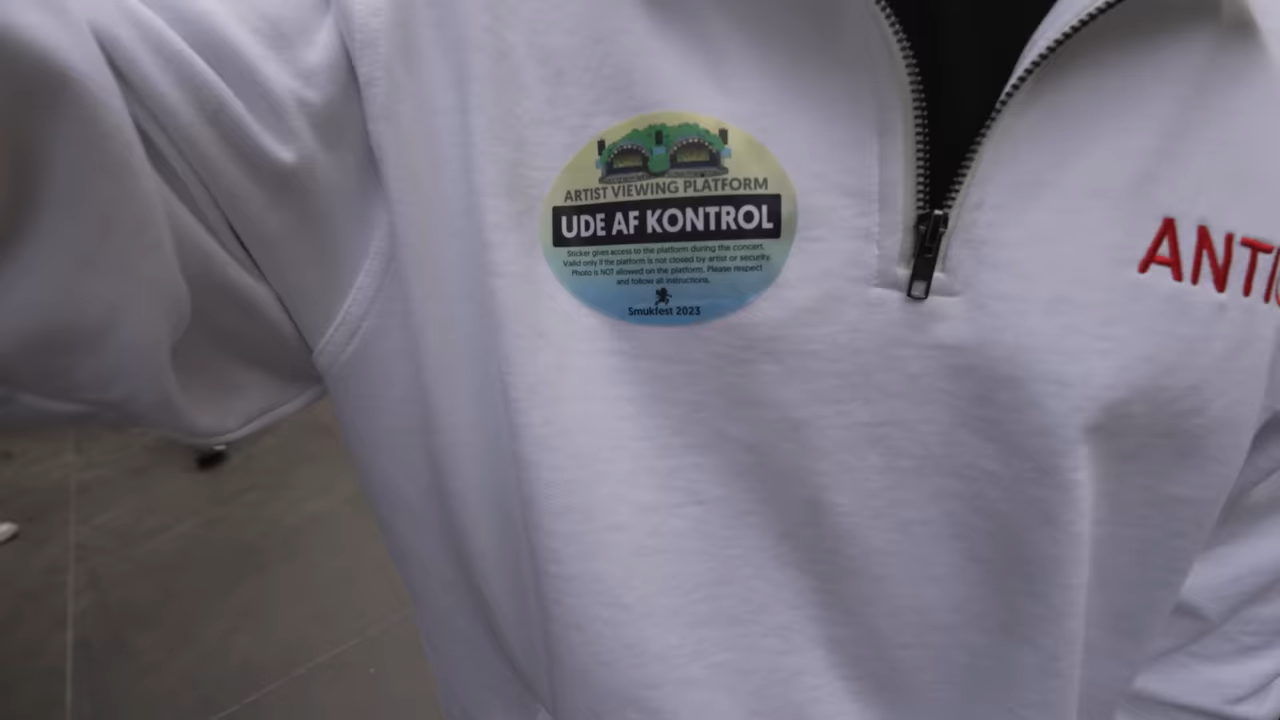 ARTIST VIEWING PLATFORM
UDE AF KONTROL
Sticker gives access to the platform during the concert.
Valid only if the platform is not closed by artist or security.
Photo is NOT allowed on the platform. Please respect
and follow all instructions.
Smukfest 2023
ANTI